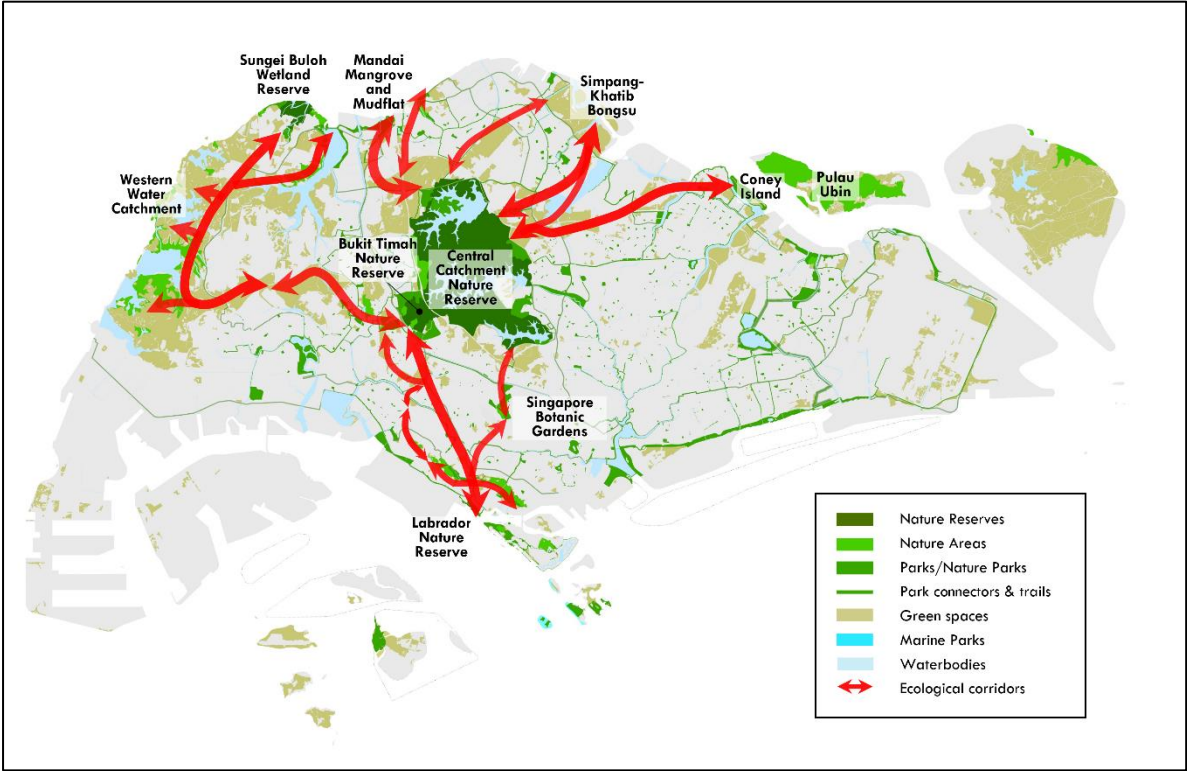 Sungei Buloh
Wetland
Reserve
Mandai
Mangrove
and
Mudflat
Simpang-
Khatib
Bongsu
Western
Water
Catchment
Coney
Island
Pulau
Ubin
Bukit Timah
Nature
Reserve
Central
Catchment
Nature
Reserve
Singapore
Botanic
Gardens
Labrador
Nature
Reserve
Nature Reserves
Nature Areas
Parks/Nature Parks
Park connectors & trails
Green spaces
Marine Parks
Waterbodies
Ecological corridors